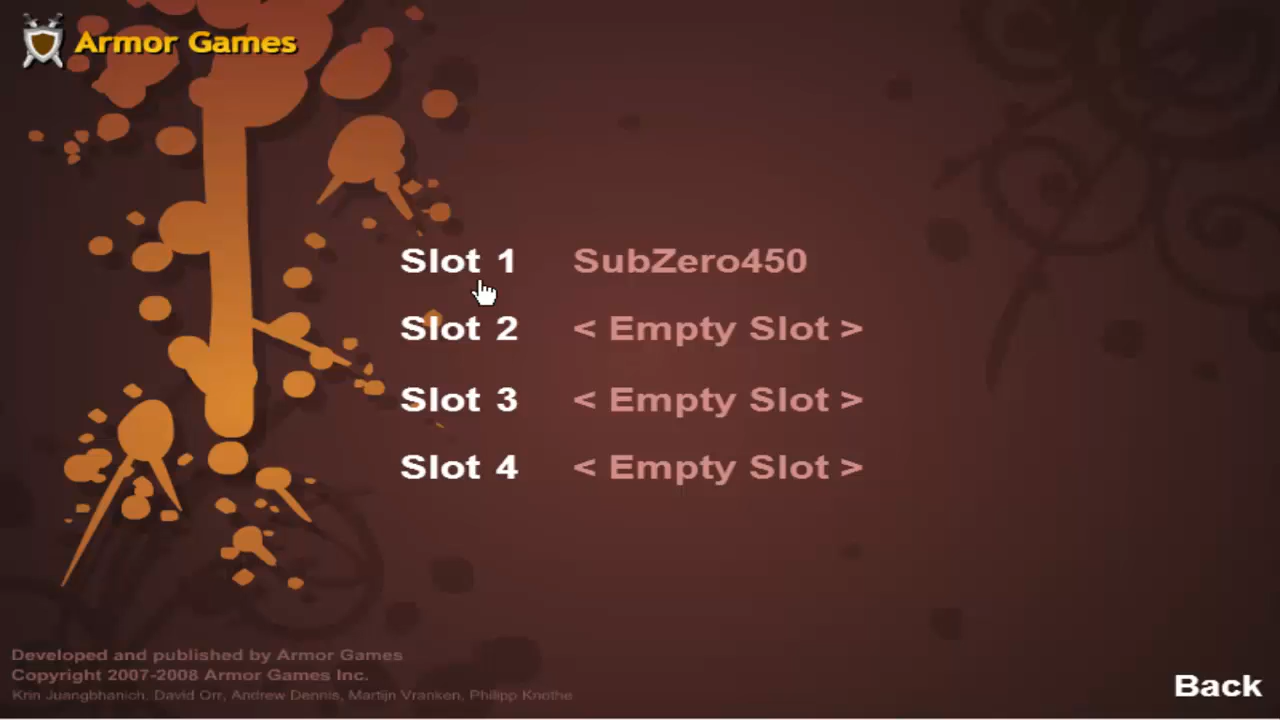 Armor Games
Slot 1 SubZero450
Slot 2 < Empty Slot >
Slot 3 < Empty Slot >
Slot 4 < Empty Slot >
Developed and published by Armor Games
Copyright 2007-2008 Armor Games Inc.
Krin Juangbhanich, David Orr, Andrew Dennis, Martijn Vranken, Philipp Knothe
Back